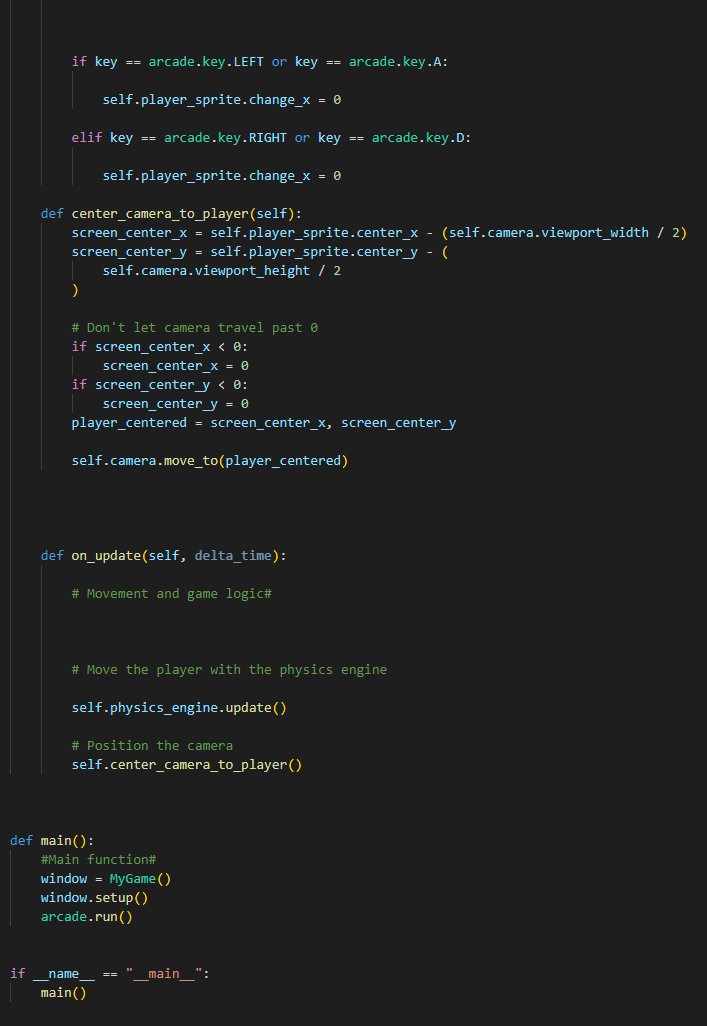 if key == arcade.key.LEFT or key == arcade.key.A:
self.player_sprite.change_x = 0
elif key == arcade.key.RIGHT or key == arcade.key.D:
self.player_sprite.change_x = 0
def center_camera_to_player(self):
screen_center_x = self.player_sprite.center_x - (self.camera.viewport_width / 2)
screen_center_y = self.player_sprite.center_y - (
self.camera.viewport_height / 2
)
# Don't let camera travel past 0
if screen_center_x < 0:
screen_center_x = 0
if screen_center_y < 0:
screen_center_y = 0
player_centered = screen_center_x, screen_center_y
self.camera.move_to(player_centered)
def on_update(self, delta_time):
# Movement and game logic#
# Move the player with the physics engine
self.physics_engine.update()
# Position the camera
self.center_camera_to_player()
def main():
#Main function#
window = MyGame()
window.setup()
arcade.run()
if __name__ == "__main__":
main()